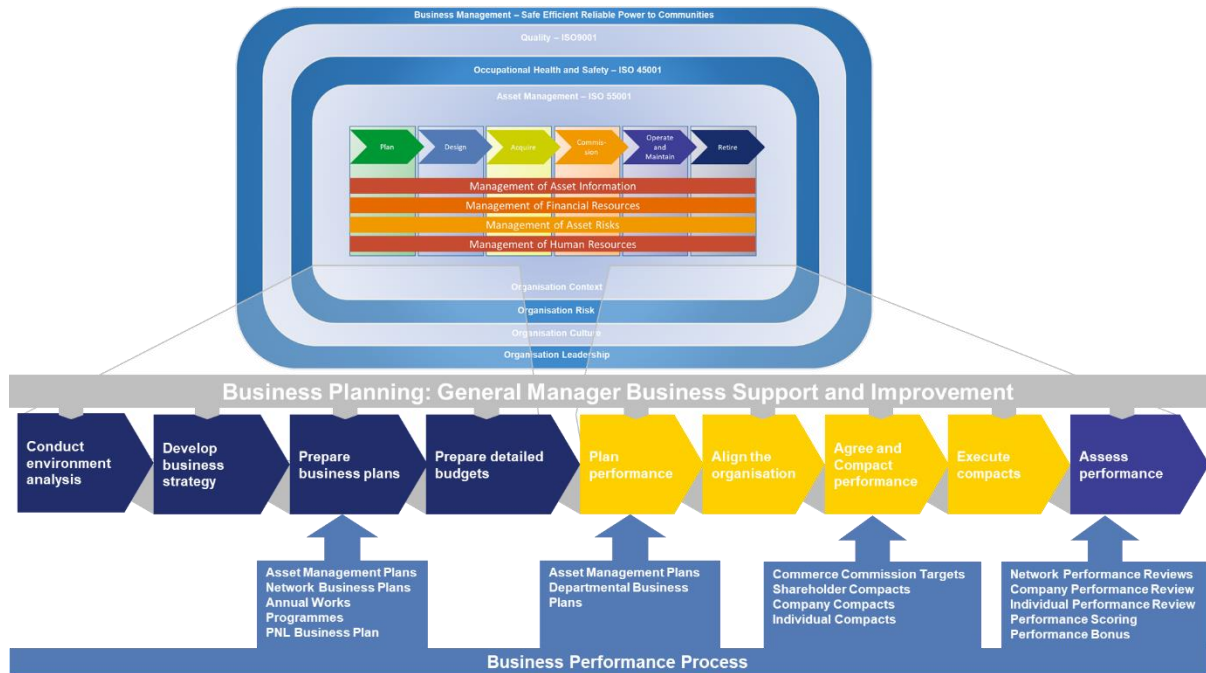 Business Management – Safe Efficient Reliable Power to Communities
Quality – ISO9001
Occupational Health and Safety – ISO 45001
Asset Management – ISO 55001
Plan
Design
Acquire
Commis-
sion
Operate
and
Maintain
Retire
Management of Asset Information
Management of Financial Resources
Management of Asset Risks
Management of Human Resources
Organisation Context
Organisation Risk
Organisation Culture
Organisation Leadership
Business Planning: General Manager Business Support and Improvement
Conduct
environment
analysis
Develop
business
strategy
Prepare
business plans
Prepare detailed
budgets
Plan
performance
Align the
organisation
Agree and
Compact
performance
Execute
compacts
Assess
performance
Asset Management Plans
Network Business Plans
Annual Works
Programmes
PNL Business Plan
Asset Management Plans
Departmental Business
Plans
Commerce Commission Targets
Shareholder Compacts
Company Compacts
Individual Compacts
Network Performance Reviews
Company Performance Review
Individual Performance Review
Performance Scoring
Performance Bonus
Business Performance Process